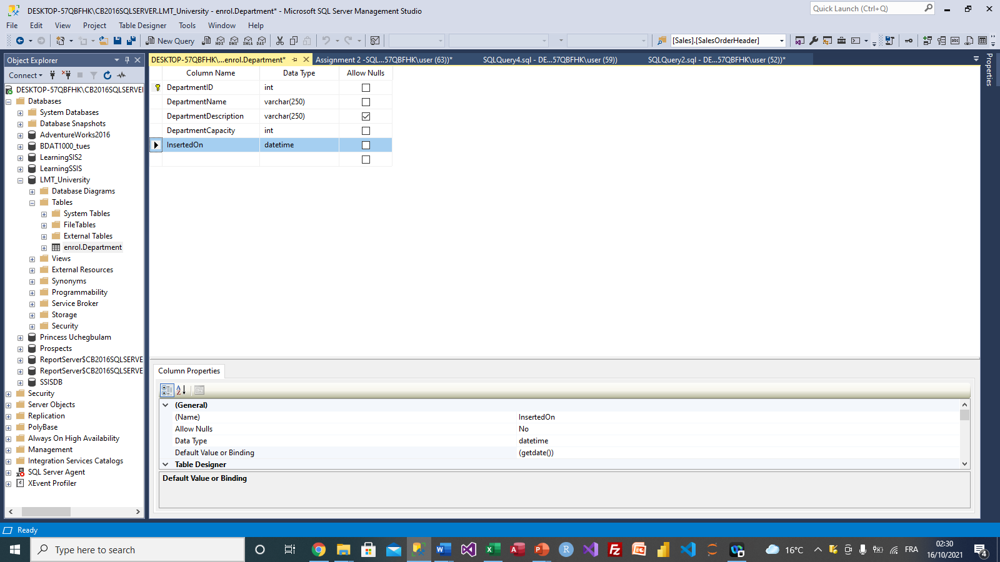 DESKTOP-57QBFHK\CB2016SQLSERVER.LMT_University - enrol.Department* - Microsoft SQL Server Management Studio
Quick Launch (Ctrl+Q)
File Edit View Project Table Designer Tools Window Help
New Query
MDX DMX XMLA DAX
[Sales].[SalesOrderHeader]
Object Explorer
DESKTOP-57QBFHK\...enrol.Department*
Assignment 2 -SQL...57QBFHK\user (63))*
SQLQuery4.sql - DE...57QBFHK\user (59))
SQLQuery2.sql - DE...57QBFHK\user (52))*
Properties
Connect
DESKTOP-57QBFHK\CB2016SQLSERVE
Databases
System Databases
Database Snapshots
AdventureWorks2016
BDAT1000_tues
LearningSIS2
LearningSSIS
LMT_University
Database Diagrams
Tables
System Tables
FileTables
External Tables
enrol.Department
Views
External Resources
Synonyms
Programmability
Service Broker
Storage
Security
Princess Uchegbulam
Prospects
ReportServer$CB2016SQLSERVE
ReportServer$CB2016SQLSERVE
SSISDB
Security
Server Objects
Replication
PolyBase
Always On High Availability
Management
Integration Services Catalogs
SQL Server Agent
XEvent Profiler
Column Name Data Type Allow Nulls
DepartmentID int
DepartmentName varchar(250)
DepartmentDescription varchar(250)
DepartmentCapacity int
InsertedOn datetime
Column Properties
(General)
(Name) InsertedOn
Allow Nulls No
Data Type datetime
Default Value or Binding (getdate())
Table Designer
Default Value or Binding
Ready
Type here to search
16°C
FRA
02:30
16/10/2021
4